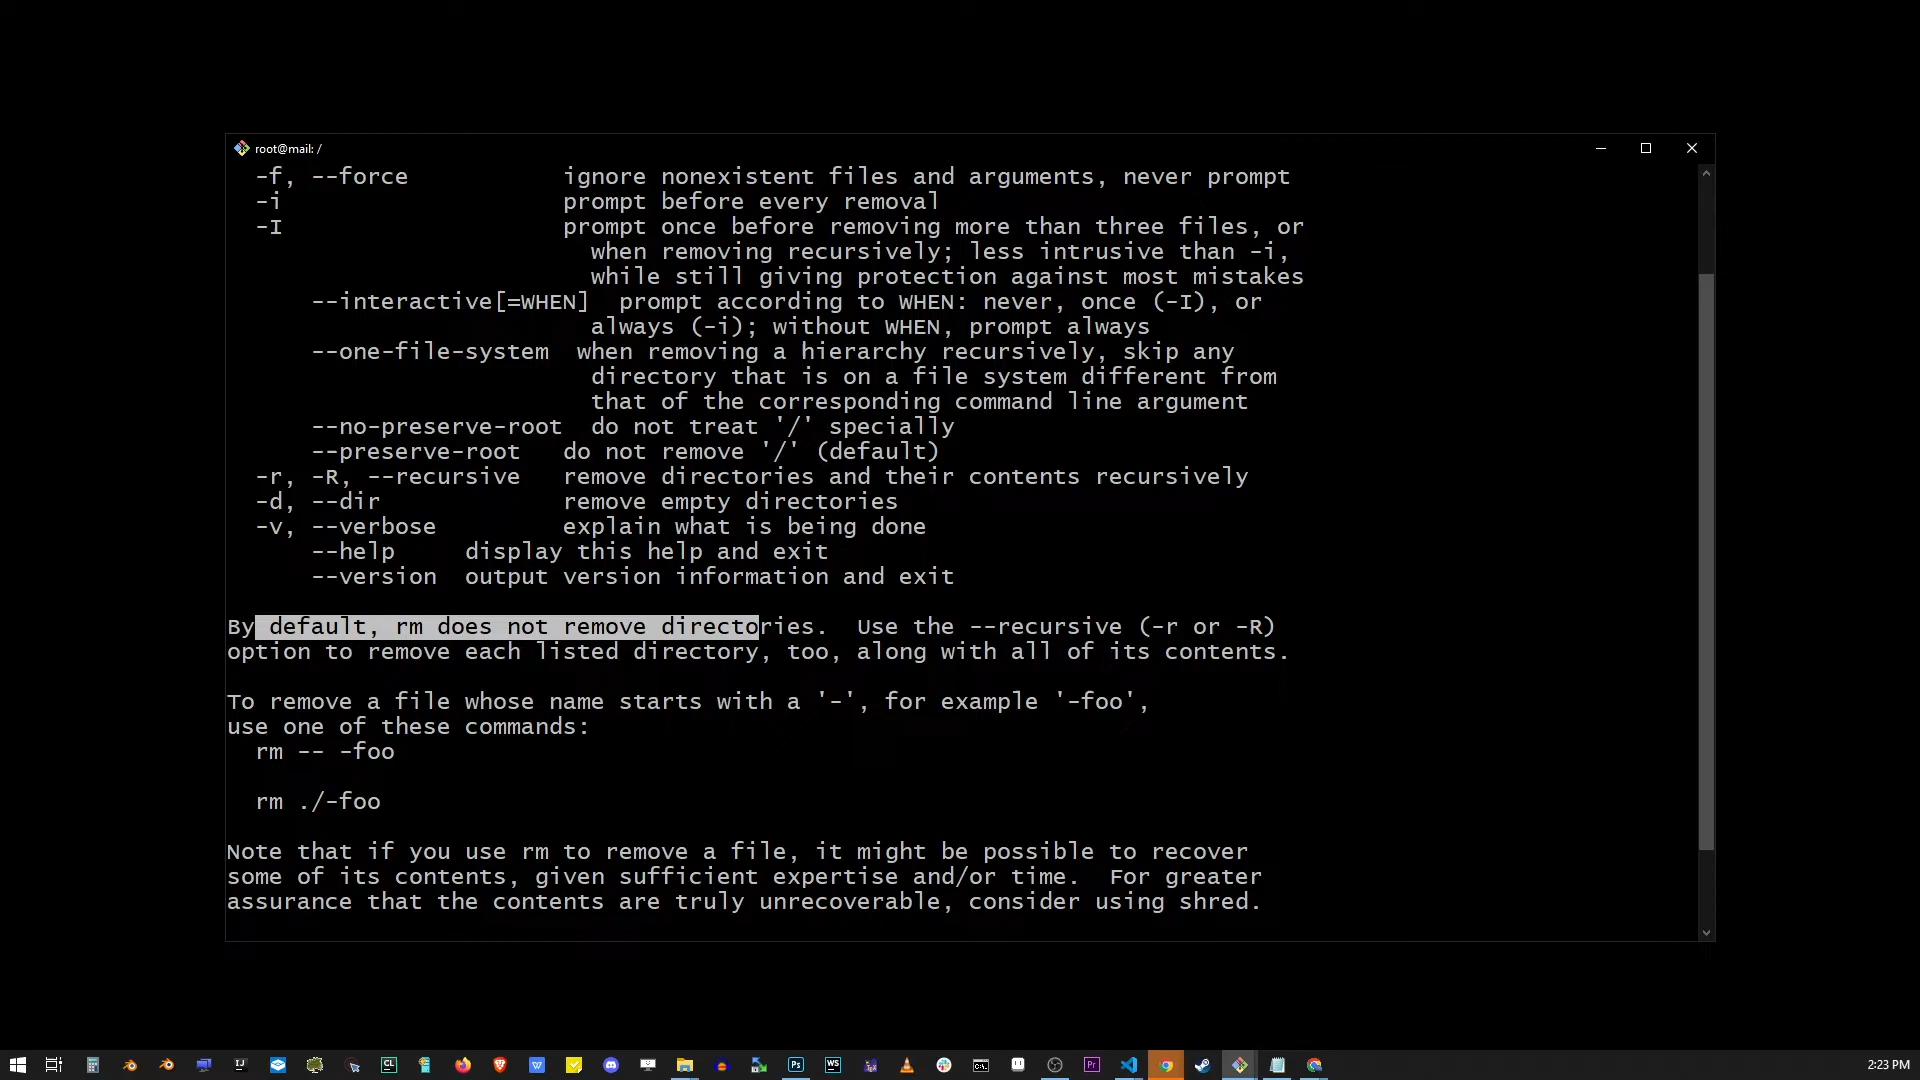 root@mail: /
-f, --force           ignore nonexistent files and arguments, never prompt
-i                    prompt before every removal
-I                    prompt once before removing more than three files, or
when removing recursively; less intrusive than -i,
while still giving protection against most mistakes
--interactive[=WHEN]  prompt according to WHEN: never, once (-I), or
always (-i); without WHEN, prompt always
--one-file-system  when removing a hierarchy recursively, skip any
directory that is on a file system different from
that of the corresponding command line argument
--no-preserve-root  do not treat '/' specially
--preserve-root   do not remove '/' (default)
-r, -R, --recursive   remove directories and their contents recursively
-d, --dir             remove empty directories
-v, --verbose         explain what is being done
--help     display this help and exit
--version  output version information and exit
By default, rm does not remove directories.  Use the --recursive (-r or -R)
option to remove each listed directory, too, along with all of its contents.
To remove a file whose name starts with a '-', for example '-foo',
use one of these commands:
rm -- -foo
rm ./-foo
Note that if you use rm to remove a file, it might be possible to recover
some of its contents, given sufficient expertise and/or time.  For greater
assurance that the contents are truly unrecoverable, consider using shred.
IJ CL W Ps WS Pr 2:23 PM